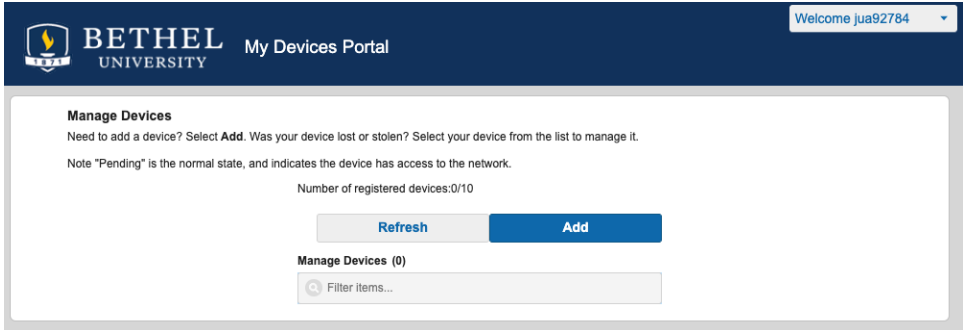 Welcome jua92784
BETHEL
UNIVERSITY
1871
My Devices Portal
Manage Devices
Need to add a device? Select Add. Was your device lost or stolen? Select your device from the list to manage it.
Note "Pending" is the normal state, and indicates the device has access to the network.
Number of registered devices:0/10
Refresh
Add
Manage Devices (0)
Filter items...